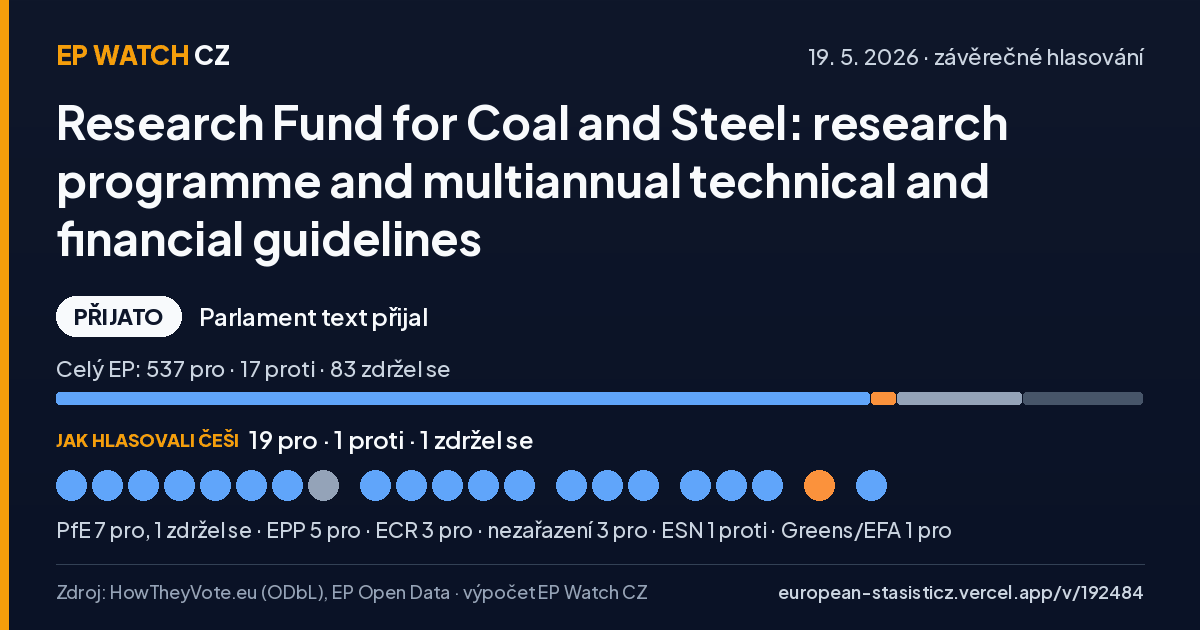 EP WATCH CZ
19. 5. 2026 · závěrečné hlasování
Research Fund for Coal and Steel: research
programme and multiannual technical and
financial guidelines
PŘIJATO Parlament text přijal
Celý EP: 537 pro · 17 proti · 83 zdržel se
JAK HLASOVALI ČEŠI 19 pro · 1 proti · 1 zdržel se
PfE 7 pro, 1 zdržel se · EPP 5 pro · ECR 3 pro · nezařazení 3 pro · ESN 1 proti · Greens/EFA 1 pro
Zdroj: HowTheyVote.eu (ODbL), EP Open Data · výpočet EP Watch CZ
european-stasisticz.vercel.app/v/192484